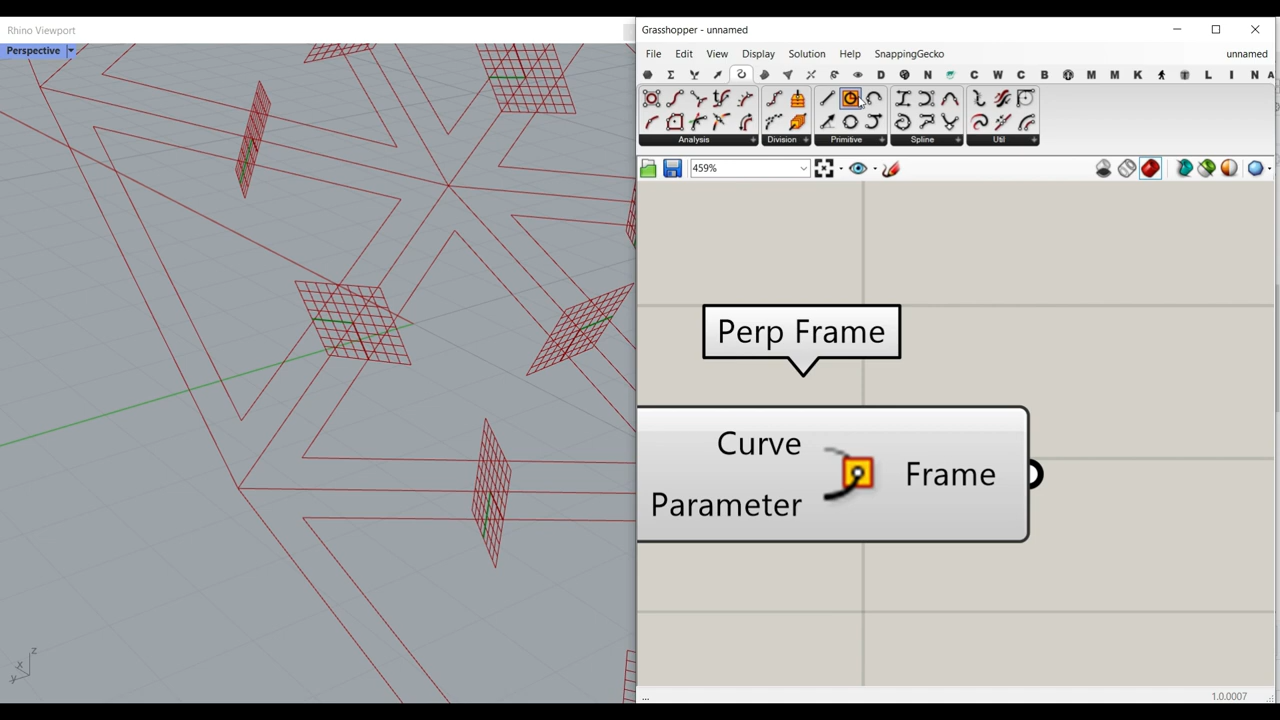 Rhino Viewport
Perspective
z
x
y
Grasshopper - unnamed
File Edit View Display Solution Help SnappingGecko unnamed
D N C W C B M M K L I N A
Analysis Division Primitive Spline Util
459%
Perp Frame
Curve
Parameter
Frame
...
1.0.0007